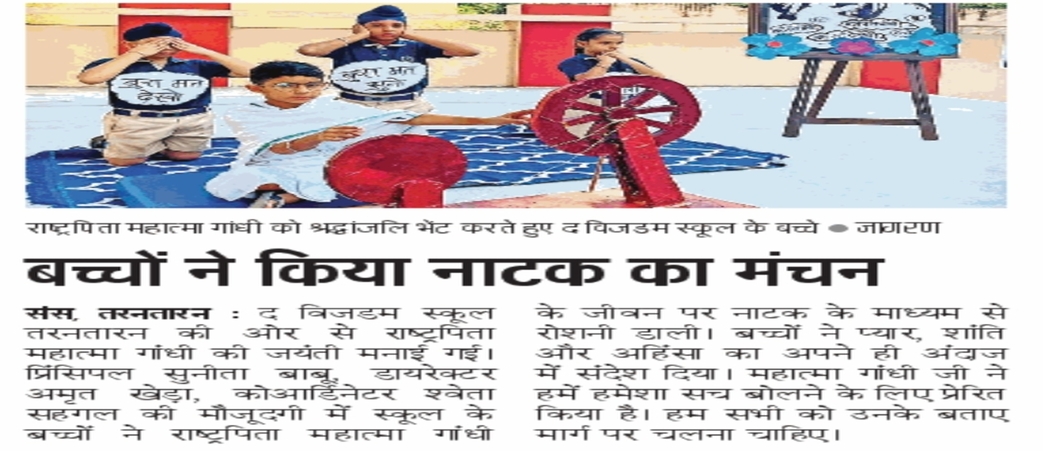 बुरा मत
देखो
बुरा मत
सुनो
राष्ट्रपिता महात्मा गांधी को श्रद्धांजलि भेंट करते हुए द विजडम स्कूल के बच्चे ● जागरण
बच्चों ने किया नाटक का मंचन
संस, तरनतारन : द विजडम स्कूल
तरनतारन की ओर से राष्ट्रपिता
महात्मा गांधी की जयंती मनाई गई।
प्रिंसिपल सुनीता बाबू, डायरेक्टर
अमृत खेड़ा, कोआर्डिनेटर श्वेता
सहगल की मौजूदगी में स्कूल के
बच्चों ने राष्ट्रपिता महात्मा गांधी
के जीवन पर नाटक के माध्यम से
रोशनी डाली। बच्चों ने प्यार, शांति
और अहिंसा का अपने ही अंदाज
में संदेश दिया। महात्मा गांधी जी ने
हमें हमेशा सच बोलने के लिए प्रेरित
किया है। हम सभी को उनके बताए
मार्ग पर चलना चाहिए।